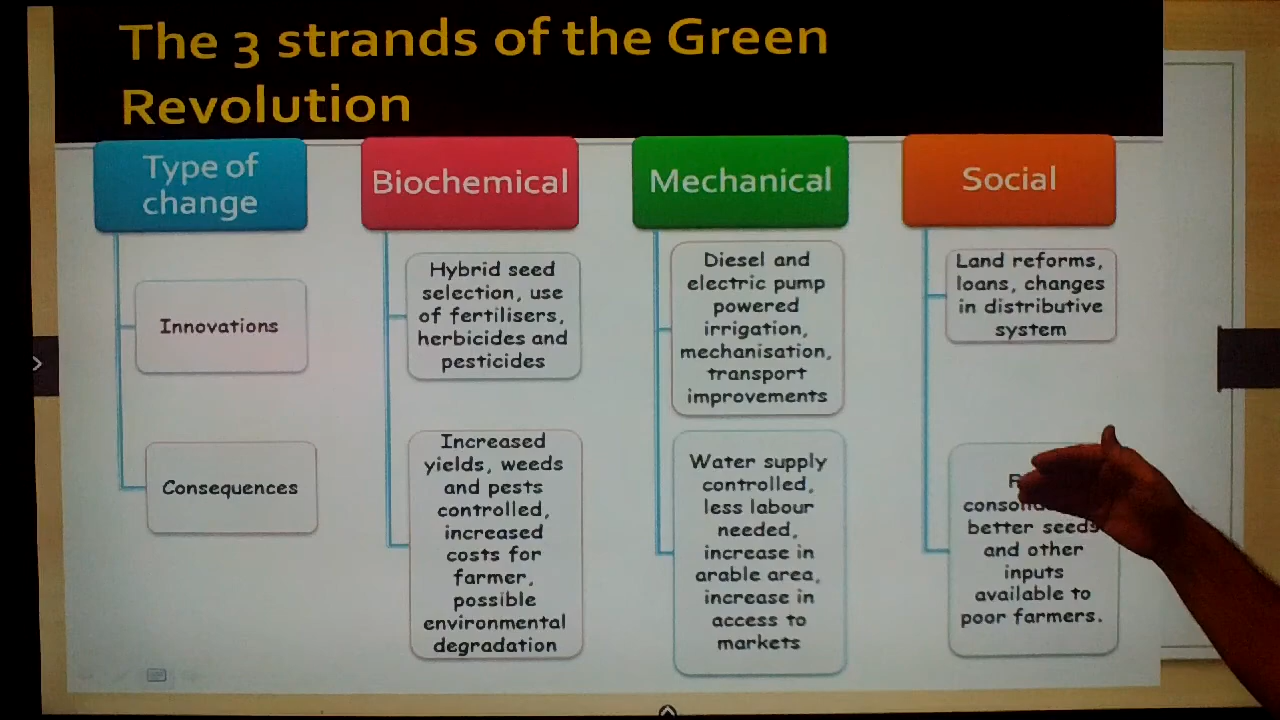 The 3 strands of the Green
Revolution
Type of
change
Biochemical
Mechanical
Social
Innovations
Hybrid seed
selection, use
of fertilisers,
herbicides and
pesticides
Diesel and
electric pump
powered
irrigation,
mechanisation,
transport
improvements
Land reforms,
loans, changes
in distributive
system
Consequences
Increased
yields, weeds
and pests
controlled,
increased
costs for
farmer,
possible
environmental
degradation
Water supply
controlled,
less labour
needed,
increase in
arable area,
increase in
access to
markets
better seeds
and other
inputs
available to
poor farmers.